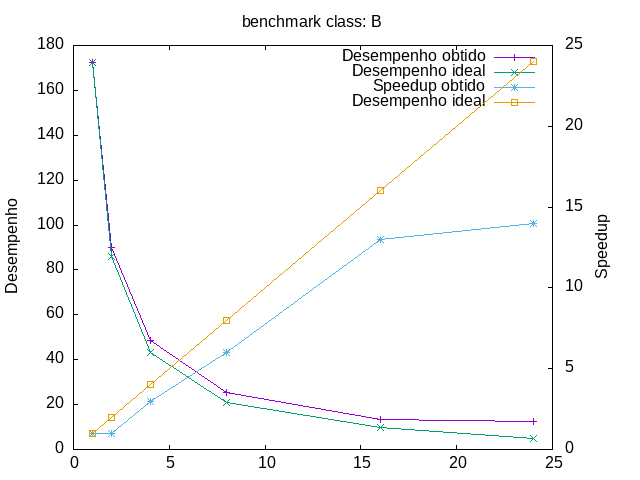 benchmark class: B
Desempenho obtido
Desempenho ideal
Speedup obtido
Desempenho ideal
180
160
140
120
100
80
60
40
20
0
25
20
15
10
5
0
Desempenho
Speedup
0 5 10 15 20 25